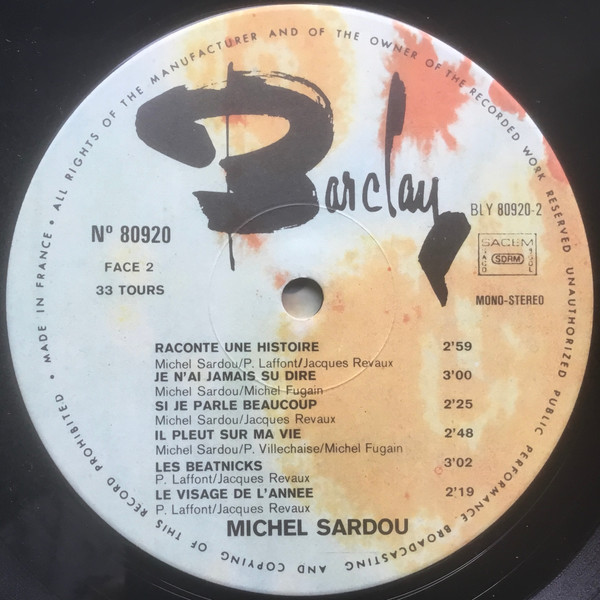 MADE IN FRANCE • ALL RIGHTS OF THE MANUFACTURER AND OF THE OWNER OF THE RECORDED WORK RESERVED UNAUTHORIZED PUBLIC PERFORMANCE, BROADCASTING AND COPYING OF THIS RECORD PROHIBITED •
Barclay
BLY 80920-2
Nº 80920
SACEM
SDRM
FACE 2
33 TOURS
MONO-STEREO
RACONTE UNE HISTOIRE 2'59
Michel Sardou/P. Laffont/Jacques Revaux
JE N'AI JAMAIS SU DIRE 3'00
Michel Sardou/Michel Fugain
SI JE PARLE BEAUCOUP 2'25
Michel Sardou/Jacques Revaux
IL PLEUT SUR MA VIE 2'48
Michel Sardou/P. Villechaise/Michel Fugain
LES BEATNICKS 3'02
P. Laffont/Jacques Revaux
LE VISAGE DE L'ANNEE 2'19
P. Laffont/Jacques Revaux
MICHEL SARDOU